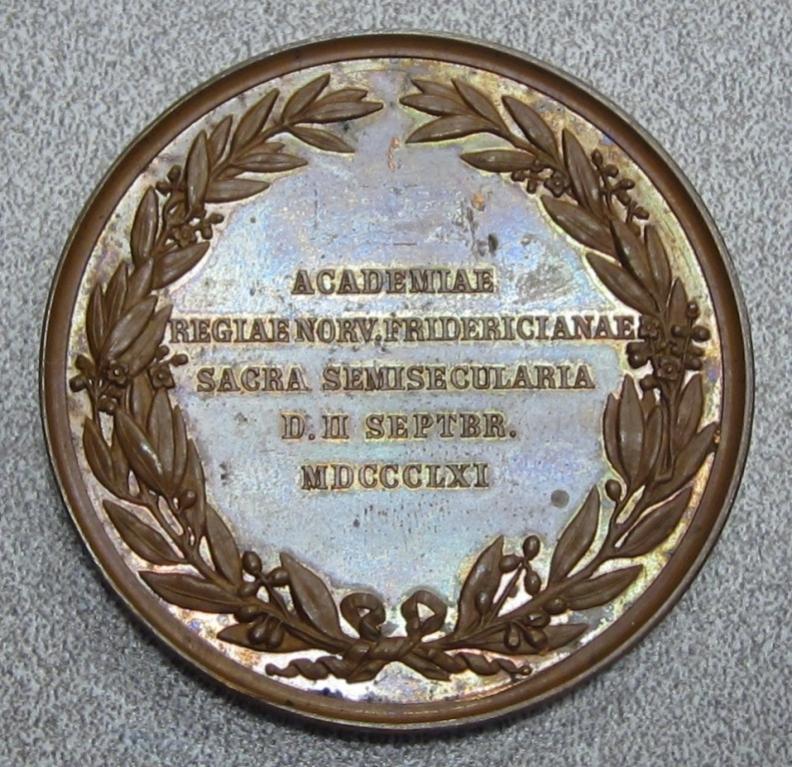 ACADEMIAE
REGIAE NORV. FRIDERICIANAE
SACRA SEMISECULARIA
D. II SEPTBR.
MDCCCLXI